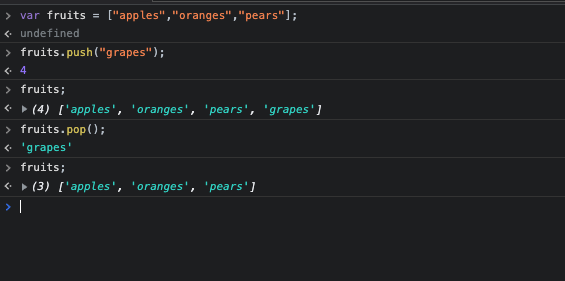 var fruits = ["apples","oranges","pears"];
undefined
fruits.push("grapes");
4
fruits;
(4) ['apples', 'oranges', 'pears', 'grapes']
fruits.pop();
'grapes'
fruits;
(3) ['apples', 'oranges', 'pears']